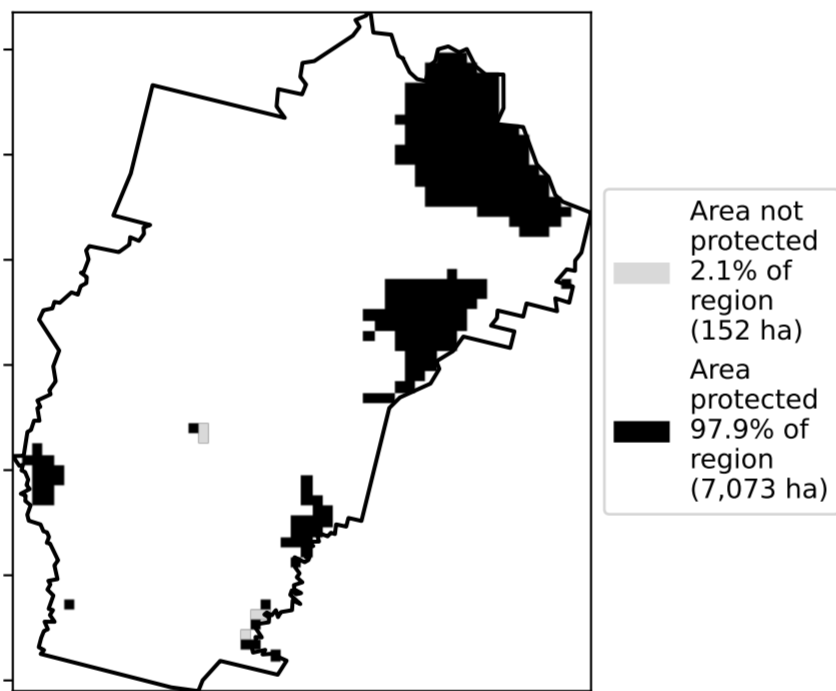 Area not
protected
2.1% of
region
(152 ha)
Area
protected
97.9% of
region
(7,073 ha)